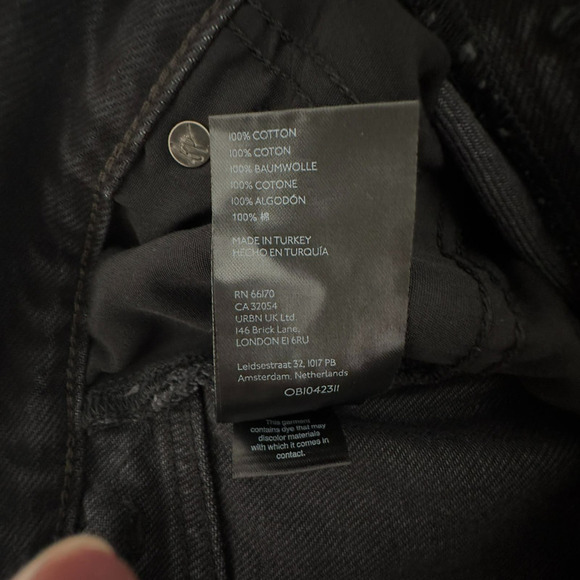 100% COTTON
100% COTON
100% BAUMWOLLE
100% COTONE
100% ALGODÓN
100% 棉
MADE IN TURKEY
HECHO EN TURQUÍA
RN 66170
CA 32054
URBN UK Ltd.
146 Brick Lane,
LONDON E1 6RU
Leidsestraat 32, 1017 PB
Amsterdam, Netherlands
OB1042311
This garment
contains dye that may
discolor materials
with which it comes in
contact.